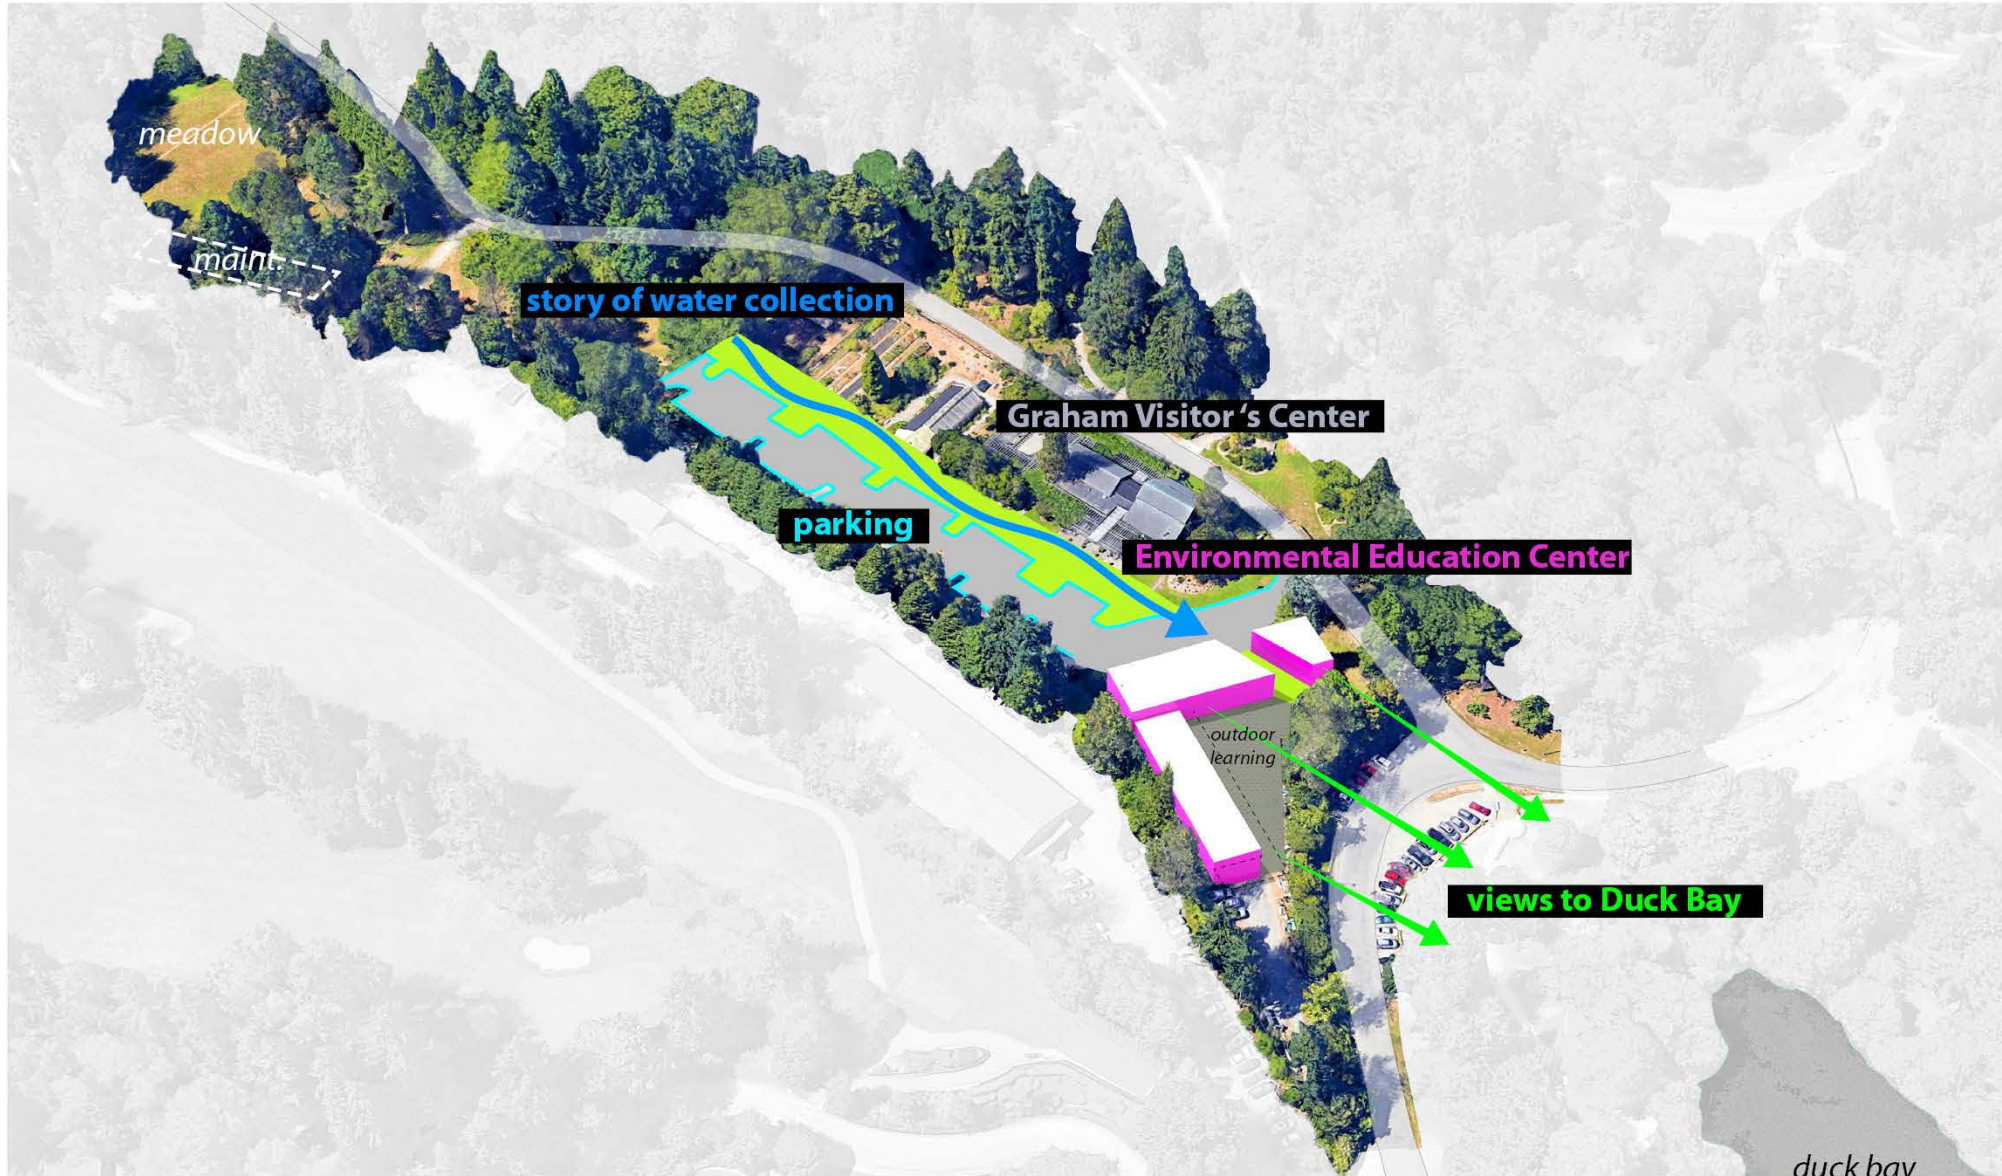 meadow
maint.
story of water collection
Graham Visitor's Center
parking
Environmental Education Center
outdoor
learning
views to Duck Bay
duck bay